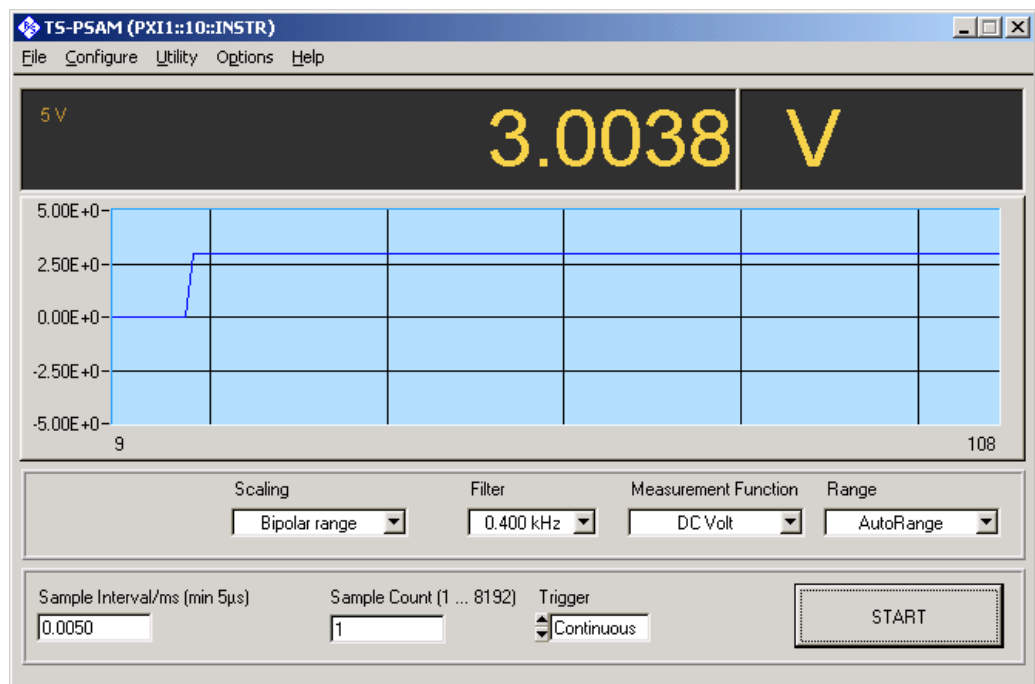 TS-PSAM (PXI1::10::INSTR)
File Configure Utility Options Help
5 V
3.0038 V
5.00E+0
2.50E+0
0.00E+0
-2.50E+0
-5.00E+0
9 108
Scaling Filter Measurement Function Range
Bipolar range 0.400 kHz DC Volt AutoRange
Sample Interval/ms (min 5µs) Sample Count (1 ... 8192) Trigger
0.0050 1 Continuous
START